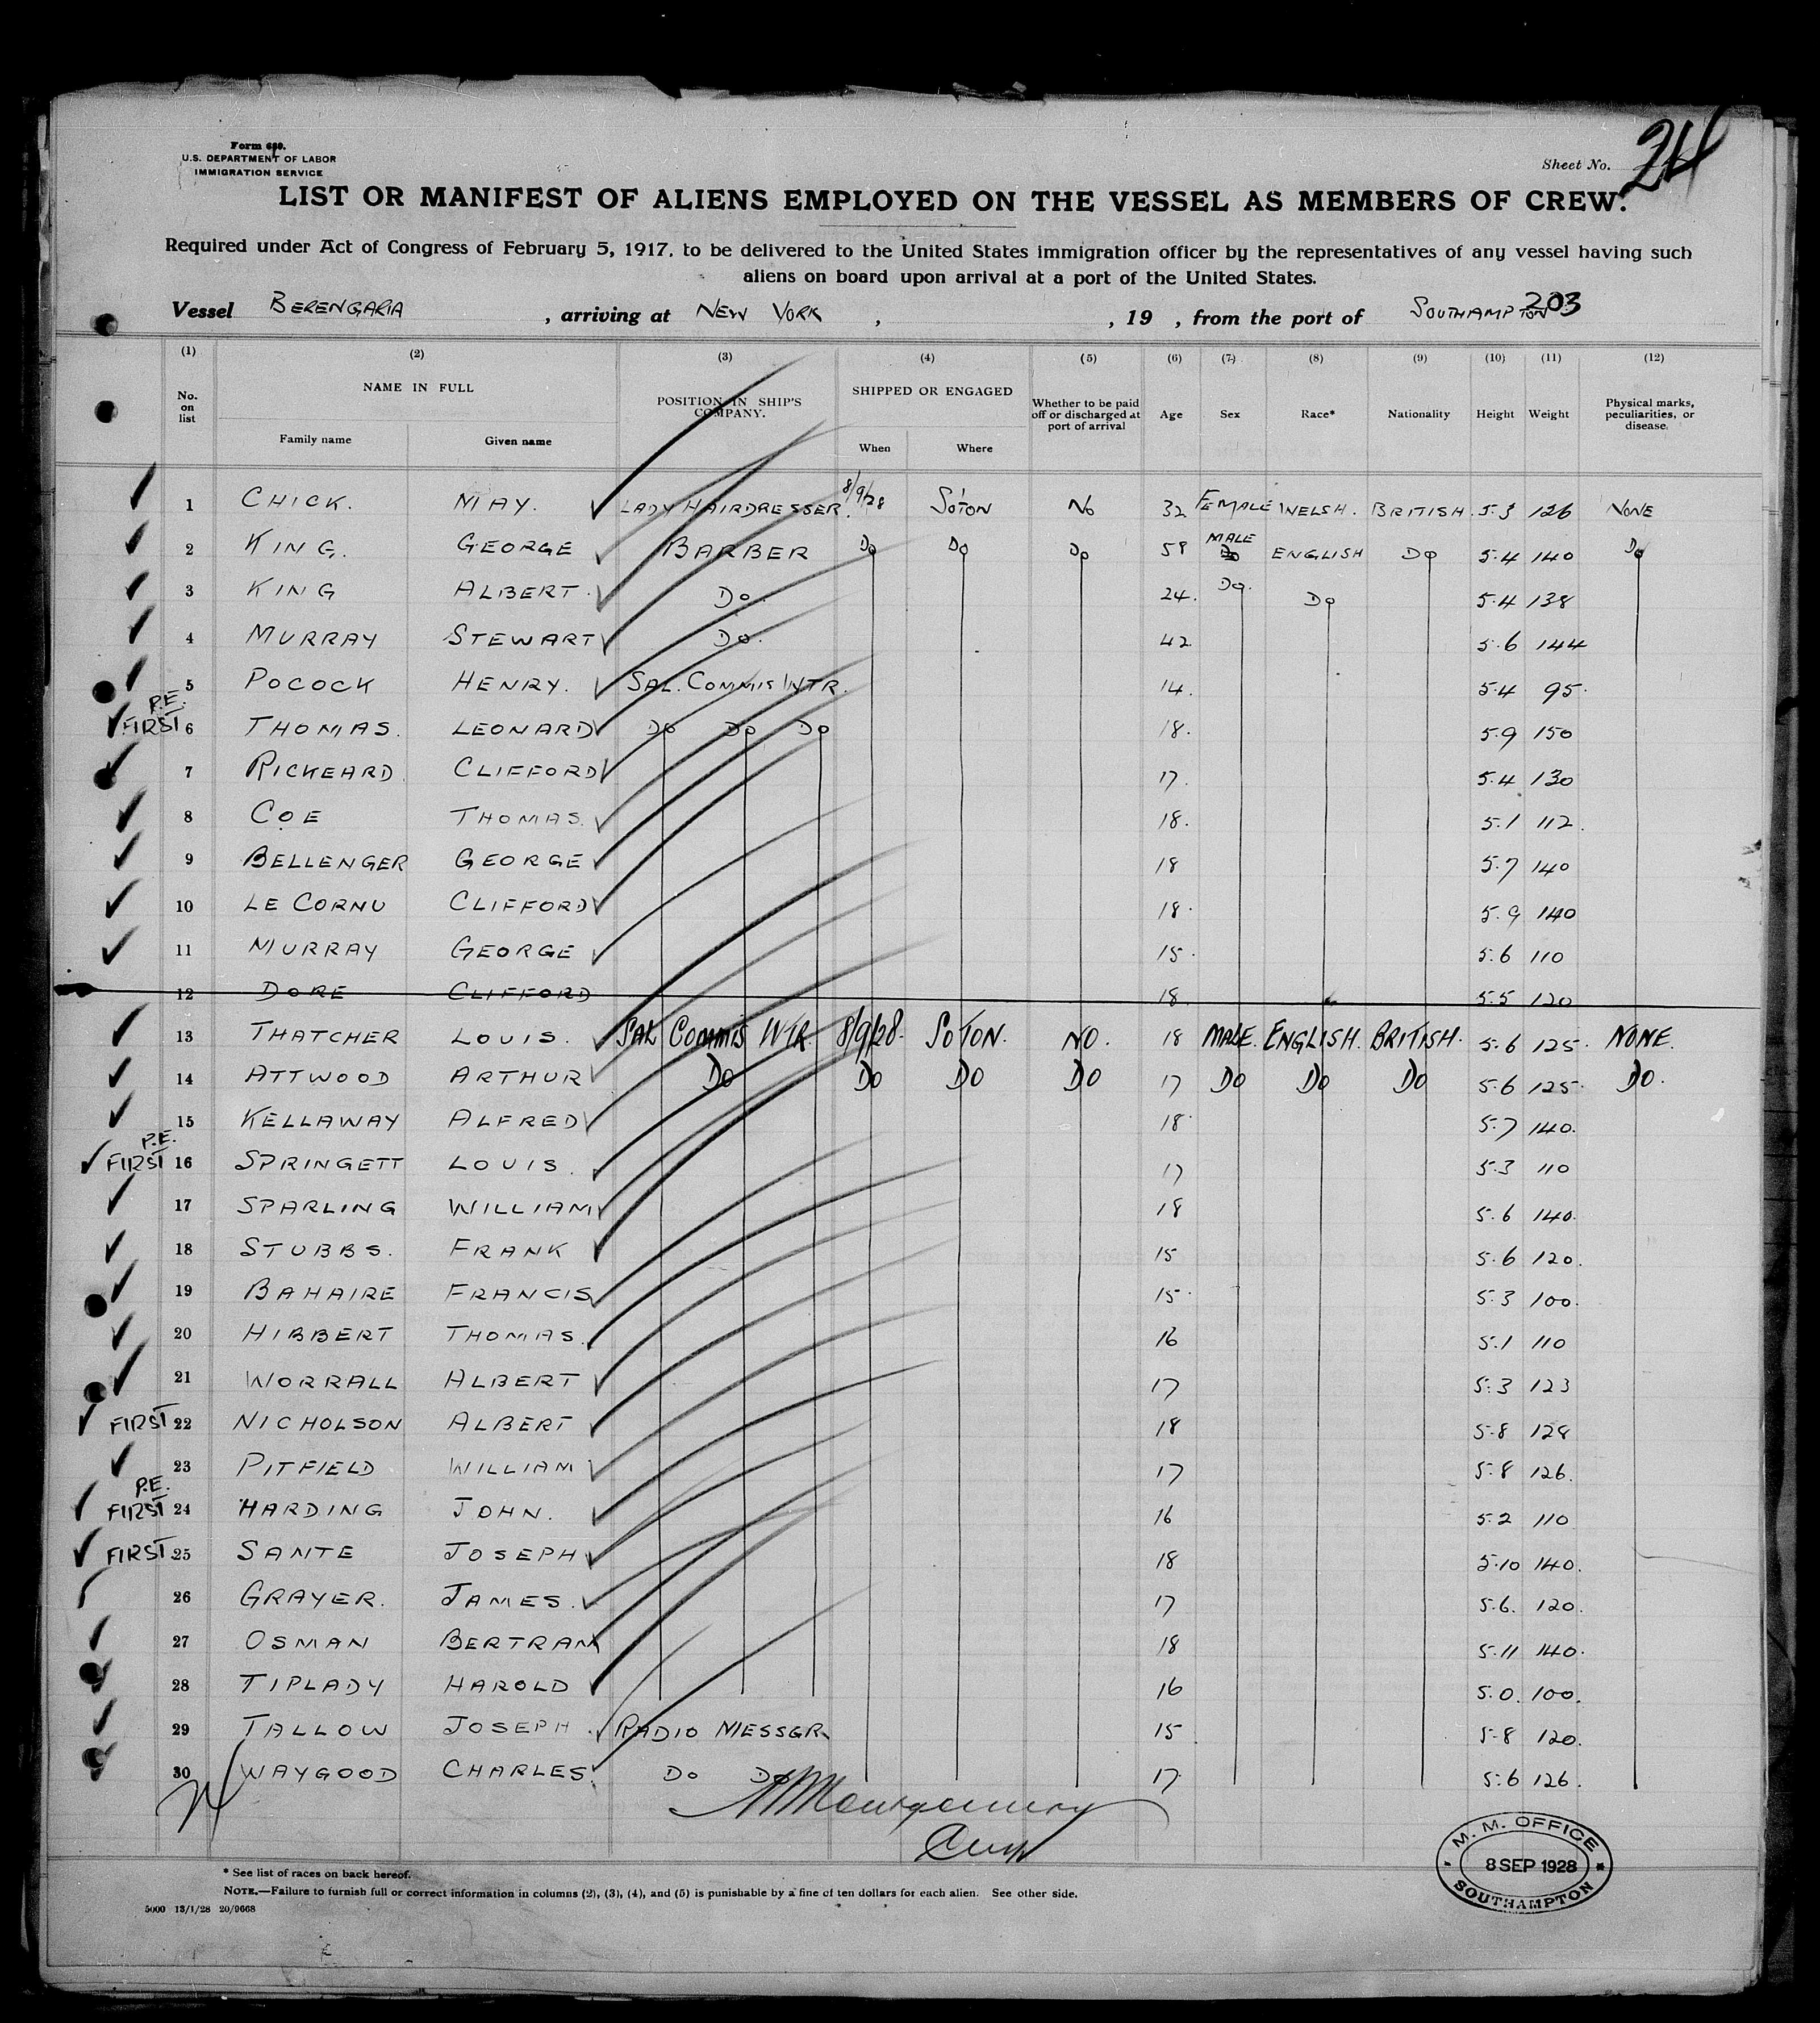 Form 689.
U.S. DEPARTMENT OF LABOR
IMMIGRATION SERVICE
Sheet No. 24
LIST OR MANIFEST OF ALIENS EMPLOYED ON THE VESSEL AS MEMBERS OF CREW.
Required under Act of Congress of February 5, 1917, to be delivered to the United States immigration officer by the representatives of any vessel having such
aliens on board upon arrival at a port of the United States.
203
Vessel BERENGARIA, arriving at NEW YORK, , 19 , from the port of SOUTHAMPTON
(1) (2) (3) (4) (5) (6) (7) (8) (9) (10) (11) (12)
No. on list NAME IN FULL POSITION IN SHIP'S COMPANY. SHIPPED OR ENGAGED Whether to be paid off or discharged at port of arrival Age Sex Race* Nationality Height Weight Physical marks, peculiarities, or disease
Family name Given name When Where
1 CHICK. MAY. LADY HAIRDRESSER. 8/9/28 SOTON NO 32 FEMALE WELSH. BRITISH. 5.3 126 NONE
2 KING. GEORGE BARBER DO DO DO 58 MALE ENGLISH DO 5.4 140 DO
3 KING ALBERT. DO. 24. DO. DO 5.4 138
4 MURRAY STEWART DO. 42 5.6 144
5 POCOCK HENRY. SAL. COMMIS WTR. 14. 5.4 95.
P.E.
FIRST 6 THOMAS. LEONARD DO DO DO 18. 5.9 150
7 RICKEARD CLIFFORD 17. 5.4 130
8 COE THOMAS. 18. 5.1 112.
9 BELLENGER GEORGE 18 5.7 140
10 LE CORNU CLIFFORD 18. 5.9 140
11 MURRAY GEORGE 15. 5.6 110
12 DORE CLIFFORD 18. 5.5 120
13 THATCHER LOUIS. SAL COMMIS WTR 8/9/28. SOTON. NO. 18 MALE. ENGLISH. BRITISH. 5.6 125. NONE.
14 ATTWOOD ARTHUR DO DO DO DO 17 DO DO DO 5.6 125. DO.
15 KELLAWAY ALFRED 18. 5.7 140.
P.E.
FIRST 16 SPRINGETT LOUIS. 17 5.3 110
17 SPARLING WILLIAM 18 5.6 140.
18 STUBBS. FRANK 15 5.6 120.
19 BAHAIRE FRANCIS 15. 5.3 100.
20 HIBBERT THOMAS. 16 5.1 110
21 WORRALL ALBERT 17 5.3 123
FIRST 22 NICHOLSON ALBERT 18 5.8 128
23 PITFIELD WILLIAM 17 5.8 126.
P.E.
FIRST 24 HARDING JOHN. 16 5.2 110
FIRST 25 SANTE JOSEPH 18 5.10 140.
26 GRAYER. JAMES. 17 5.6. 120.
27 OSMAN BERTRAM 18 5.11 140.
28 TIPLADY HAROLD 16 5.0. 100.
29 TALLOW JOSEPH. RADIO MESSGR 15 5.8 120.
30 WAYGOOD CHARLES. DO DO 17. 5.6 126.
Montgomery
M. M. OFFICE
8 SEP 1928
SOUTHAMPTON
* See list of races on back hereof.
NOTE.—Failure to furnish full or correct information in columns (2), (3), (4), and (5) is punishable by a fine of ten dollars for each alien. See other side.
5000 13/1/28 20/9668